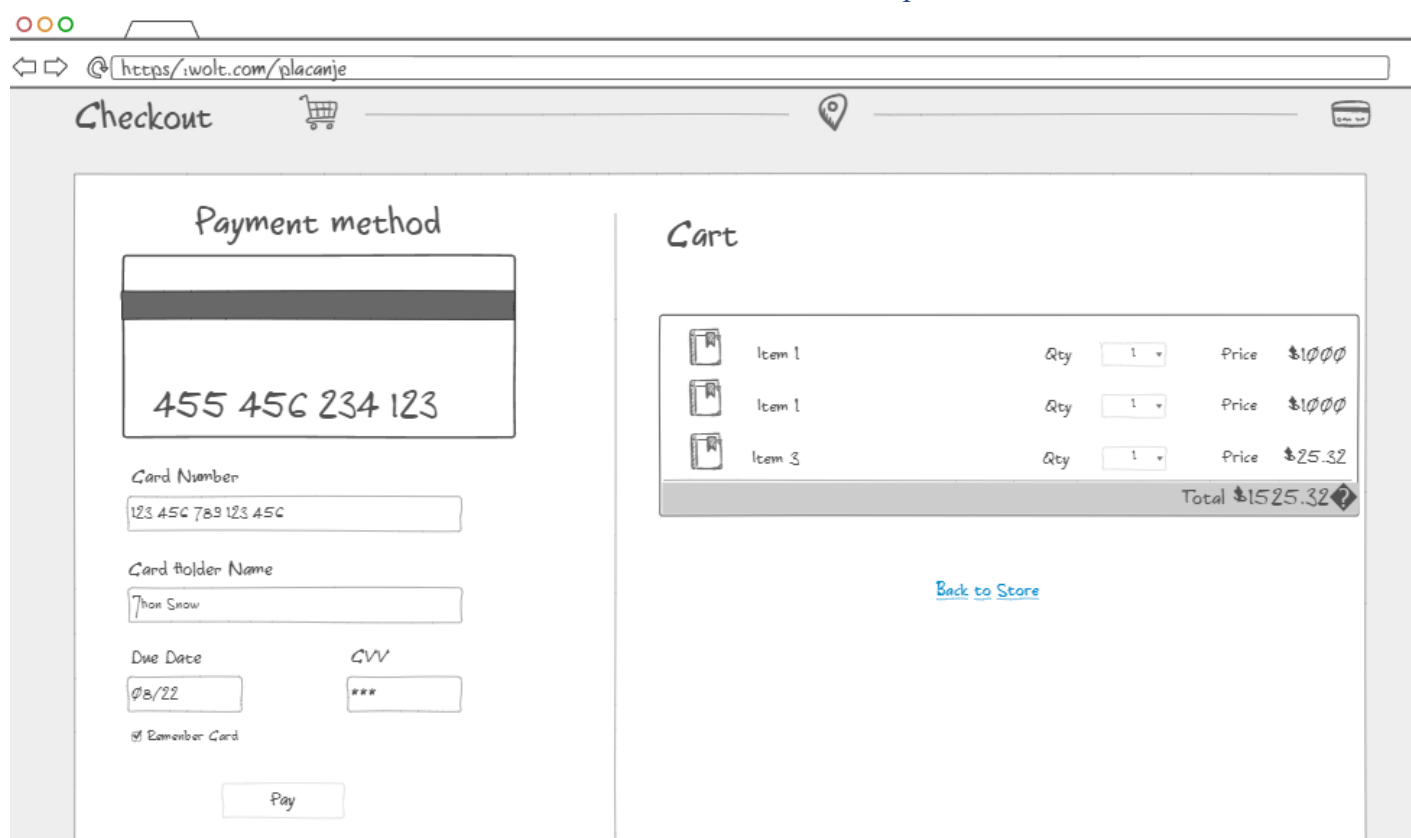 https/:wolt.com/placanje
Checkout
Payment method
455 456 234 123
Card Number
123 456 789 123 456
Card Holder Name
Jhon Snow
Due Date
CVV
08/22
***
Remenber Card
Pay
Cart
Item 1 Qty 1 Price $1000
Item 1 Qty 1 Price $1000
Item 3 Qty 1 Price $25.32
Total $1525.32�
Back to Store